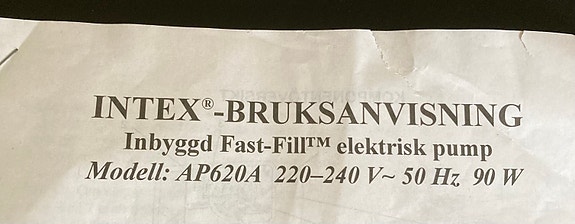 INTEX®-BRUKSANVISNING
Inbyggd Fast-Fill™ elektrisk pump
Modell: AP620A 220–240 V~ 50 Hz 90 W